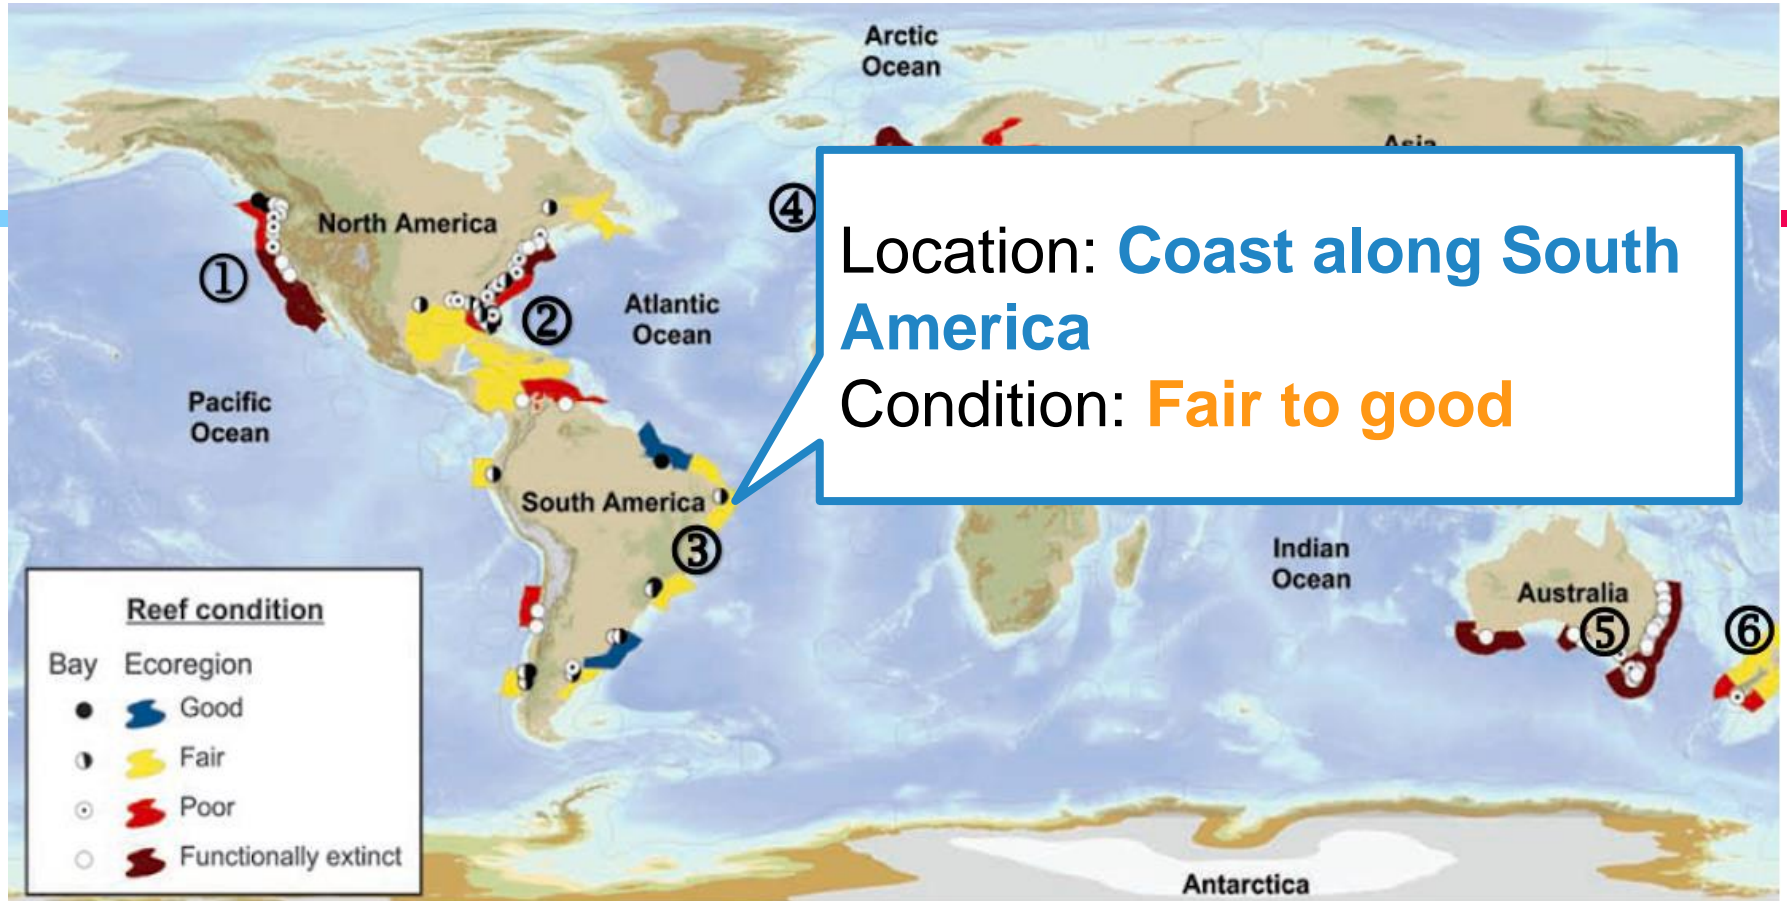 Arctic
Ocean
Asia
North America
④
Location: Coast along South
America
Condition: Fair to good
①
②
Atlantic
Ocean
Pacific
Ocean
South America
③
Indian
Ocean
Australia
⑤
⑥
Reef condition
Bay Ecoregion
Good
Fair
Poor
Functionally extinct
Antarctica